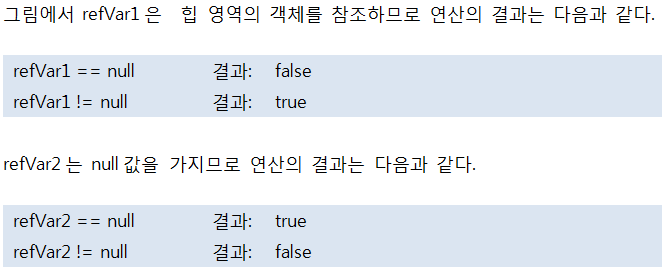 그림에서 refVar1 은 힙 영역의 객체를 참조하므로 연산의 결과는 다음과 같다.
refVar1 == null 결과: false
refVar1 != null 결과: true
refVar2 는 null 값을 가지므로 연산의 결과는 다음과 같다.
refVar2 == null 결과: true
refVar2 != null 결과: false